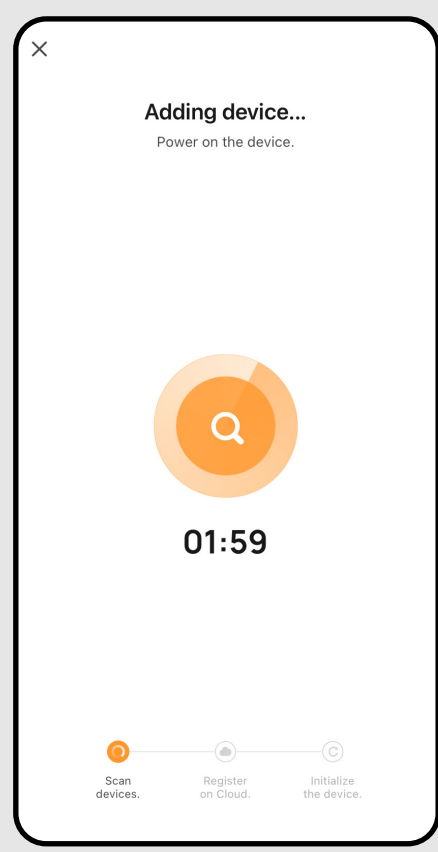 Adding device...
Power on the device.
01:59
Scan
devices.
Register
on Cloud.
Initialize
the device.